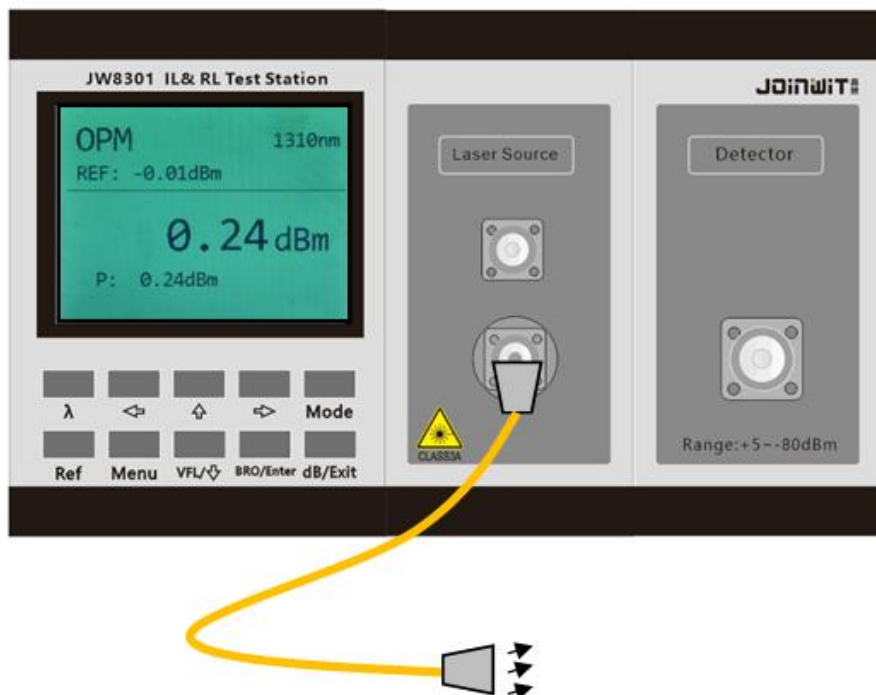 JW8301 IL& RL Test Station
JOINWIT
OPM 1310nm
REF: -0.01dBm
0.24dBm
P: 0.24dBm
Laser Source
Detector
λ ⇦ ⇧ ⇨ Mode
Ref Menu VFL/⇩ BRO/Enter dB/Exit
CLASS3A
Range:+5~-80dBm